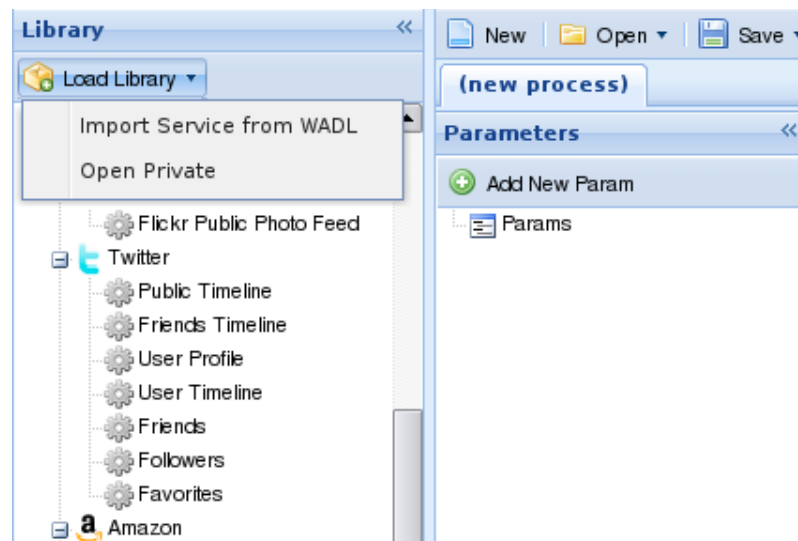 Library
Load Library
Import Service from WADL
Open Private
Flickr Public Photo Feed
Twitter
Public Timeline
Friends Timeline
User Profile
User Timeline
Friends
Followers
Favorites
Amazon
New Open Save
(new process)
Parameters
Add New Param
Params